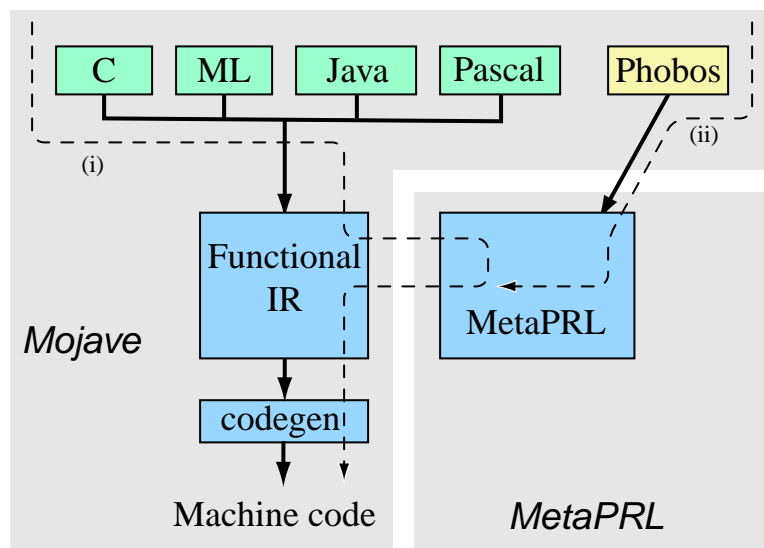 C
ML
Java
Pascal
Phobos
(i)
(ii)
Functional
IR
MetaPRL
Mojave
codegen
Machine code
MetaPRL